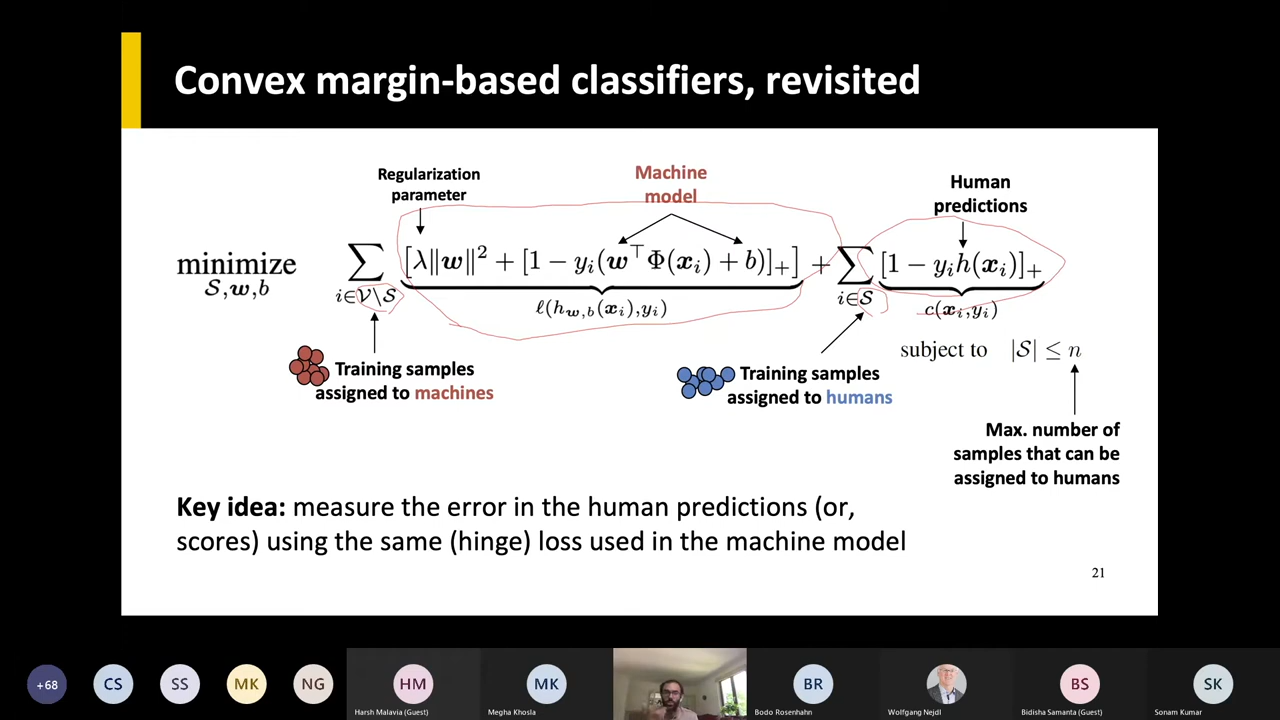 Convex margin-based classifiers, revisited
Regularization
parameter
Machine
model
Human
predictions
minimize
S,w,b
∑
i∈V\S
[λ∥w∥² + [1 − yᵢ(w⊤Φ(xᵢ) + b)]₊] + ∑ [1 − yᵢh(xᵢ)]₊
i∈S
ℓ(h_{w,b}(xᵢ),yᵢ)
c(xᵢ,yᵢ)
subject to |S| ≤ n
Training samples
assigned to machines
Training samples
assigned to humans
Max. number of
samples that can be
assigned to humans
Key idea: measure the error in the human predictions (or,
scores) using the same (hinge) loss used in the machine model
21
+68
CS
SS
MK
NG
HM
Harsh Malavia (Guest)
MK
Megha Khosla
BR
Bodo Rosenhahn
Wolfgang Nejdl
BS
Bidisha Samanta (Guest)
SK
Sonam Kumar